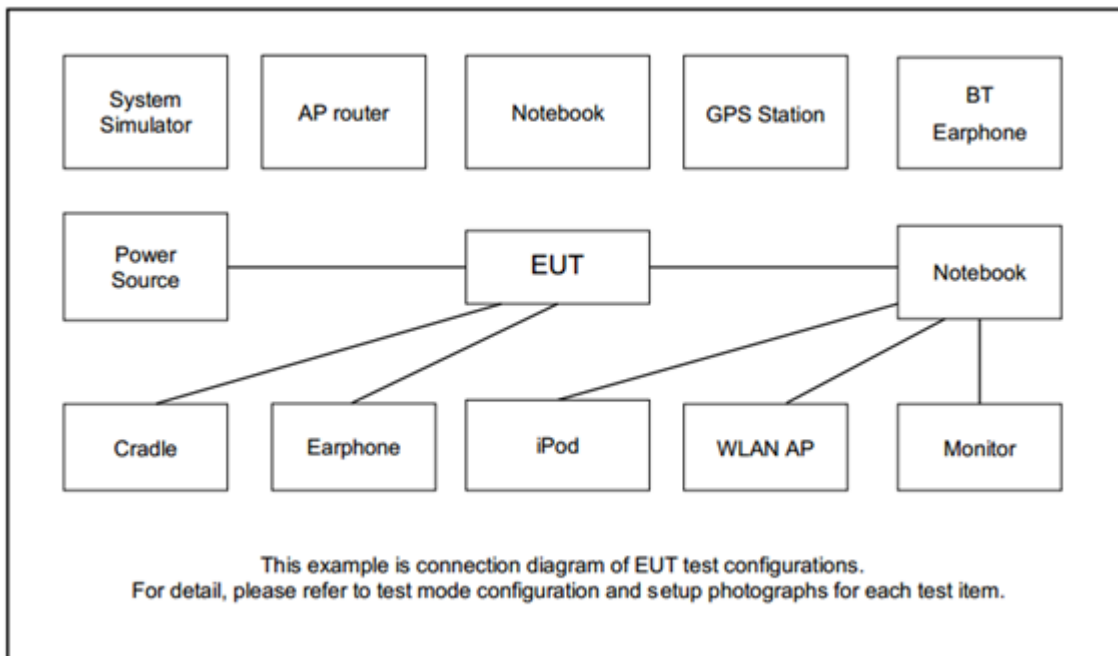 System
Simulator
AP router
Notebook
GPS Station
BT
Earphone
Power
Source
EUT
Notebook
Cradle
Earphone
iPod
WLAN AP
Monitor
This example is connection diagram of EUT test configurations.
For detail, please refer to test mode configuration and setup photographs for each test item.